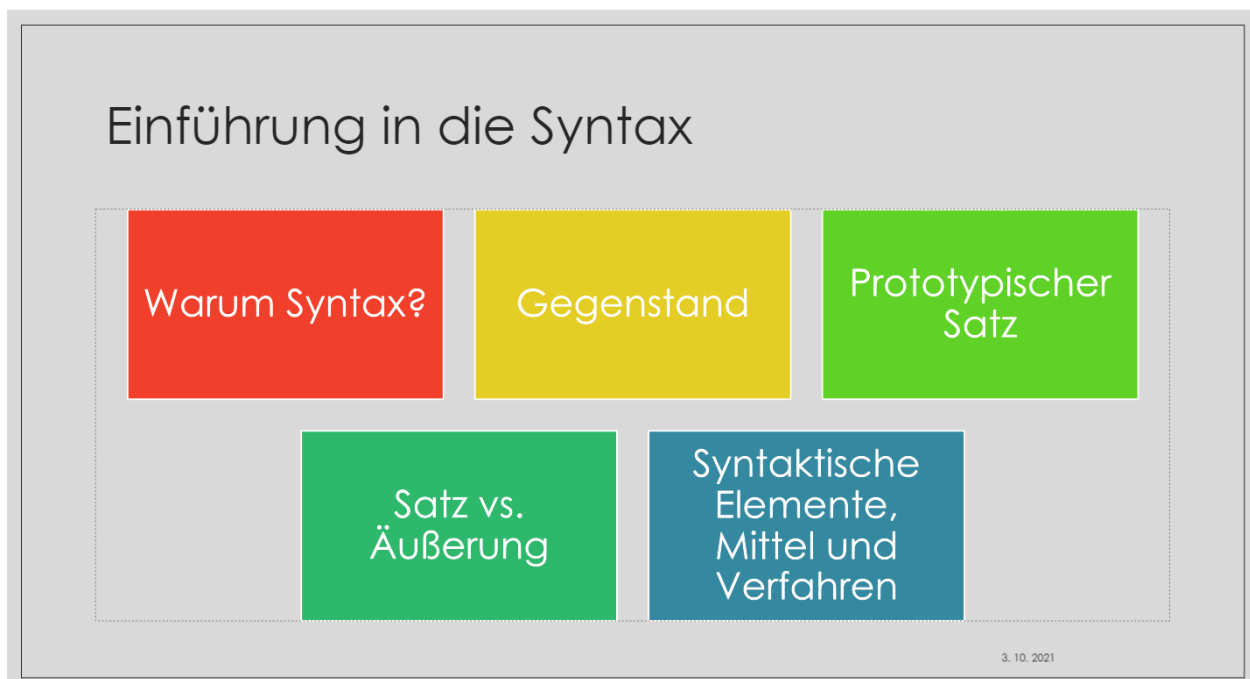 Einführung in die Syntax
Warum Syntax?
Gegenstand
Prototypischer
Satz
Satz vs.
Äußerung
Syntaktische
Elemente,
Mittel und
Verfahren
3. 10. 2021